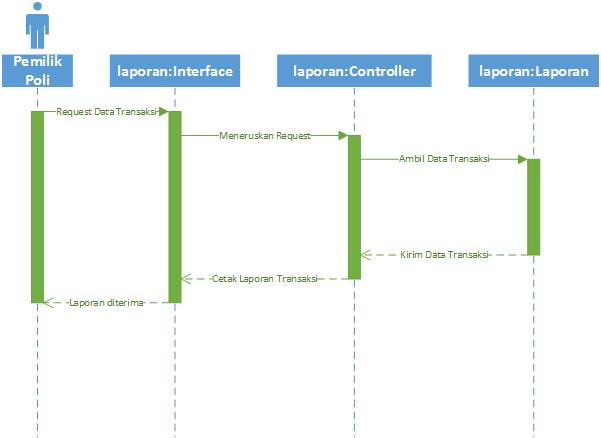 Pemilik
Poli
laporan:Interface
laporan:Controller
laporan:Laporan
Request Data Transaksi
Meneruskan Request
Ambil Data Transaksi
Kirim Data Transaksi
Cetak Laporan Transaksi
Laporan diterima